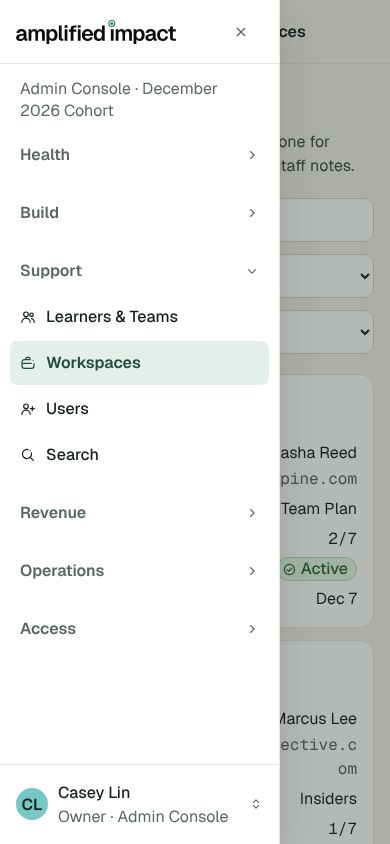 amplified impact
ces
Admin Console · December
2026 Cohort
one for
taff notes.
Health
Build
Support
Learners & Teams
Workspaces
Users
Search
asha Reed
pine.com
Team Plan
2/7
Active
Dec 7
Revenue
Operations
Access
Marcus Lee
ective.c
om
Insiders
1/7
CL
Casey Lin
Owner · Admin Console